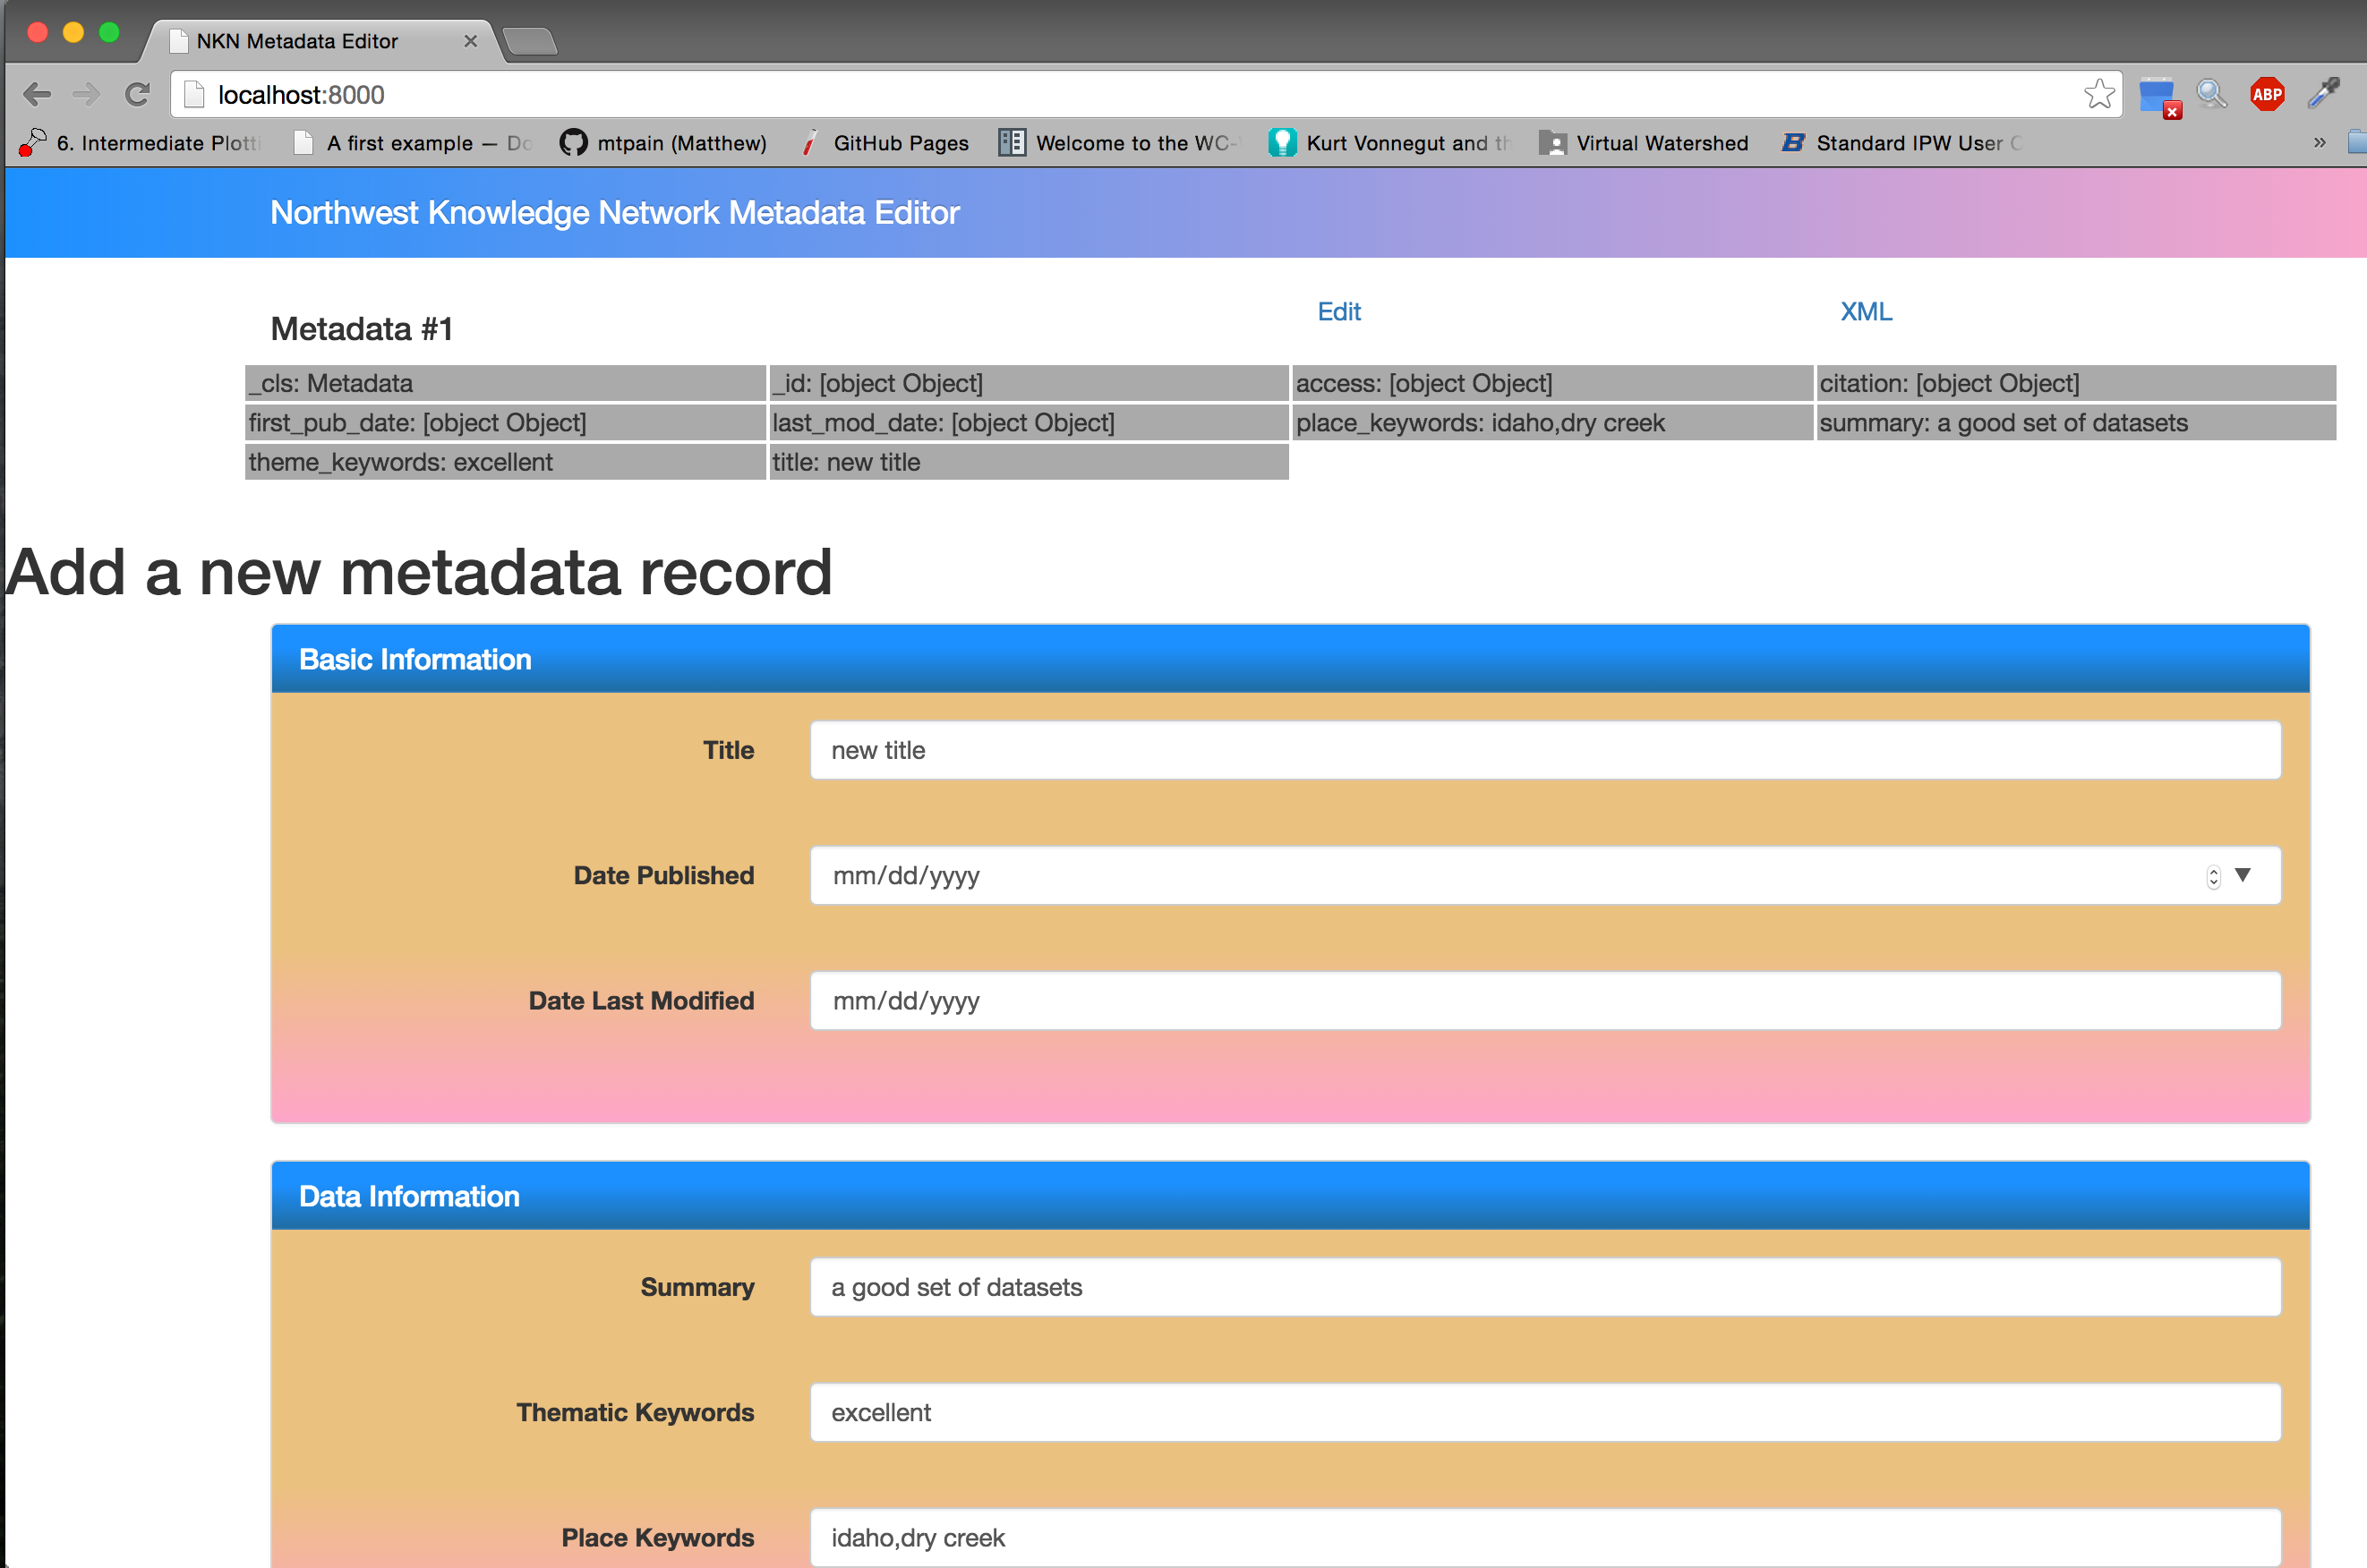 NKN Metadata Editor
localhost:8000
6. Intermediate Plotti A first example — Do mtpain (Matthew) GitHub Pages Welcome to the WC- Kurt Vonnegut and th Virtual Watershed Standard IPW User C »
ABP
Northwest Knowledge Network Metadata Editor
Metadata #1 Edit XML
_cls: Metadata _id: [object Object] access: [object Object] citation: [object Object]
first_pub_date: [object Object] last_mod_date: [object Object] place_keywords: idaho,dry creek summary: a good set of datasets
theme_keywords: excellent title: new title
Add a new metadata record
Basic Information
Title new title
Date Published mm/dd/yyyy
Date Last Modified mm/dd/yyyy
Data Information
Summary a good set of datasets
Thematic Keywords excellent
Place Keywords idaho,dry creek